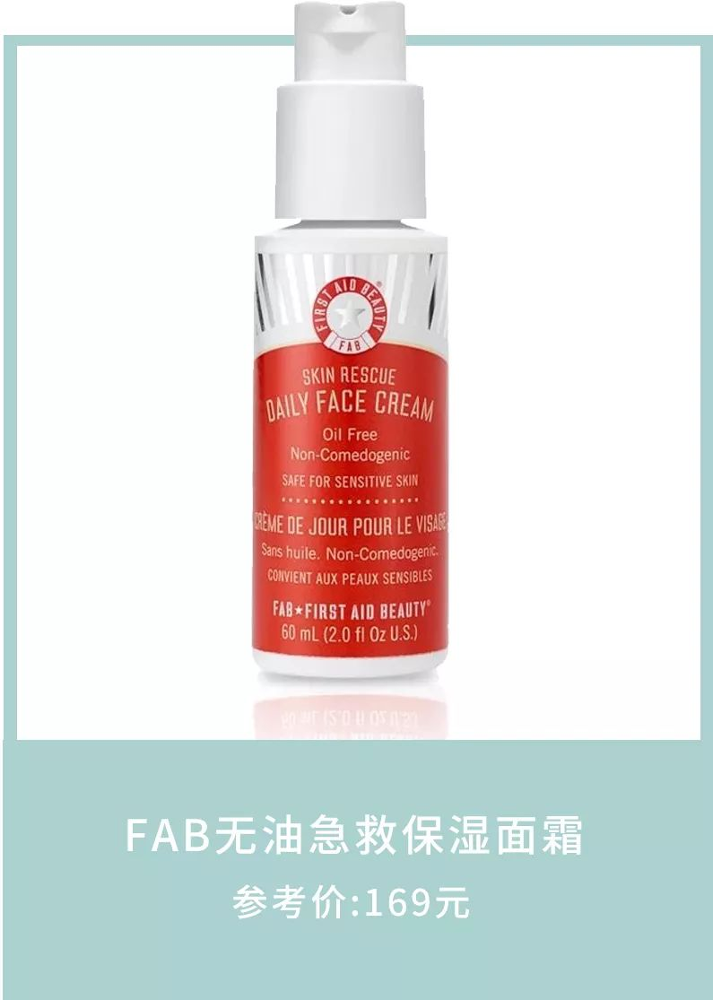 FIRST AID BEAUTY®
FAB
SKIN RESCUE
DAILY FACE CREAM
Oil Free
Non-Comedogenic
SAFE FOR SENSITIVE SKIN
CRÈME DE JOUR POUR LE VISAGE
Sans huile. Non-Comedogenic.
CONVIENT AUX PEAUX SENSIBLES
FAB★FIRST AID BEAUTY®
60 mL (2.0 fl Oz U.S.)
FAB无油急救保湿面霜
参考价:169元